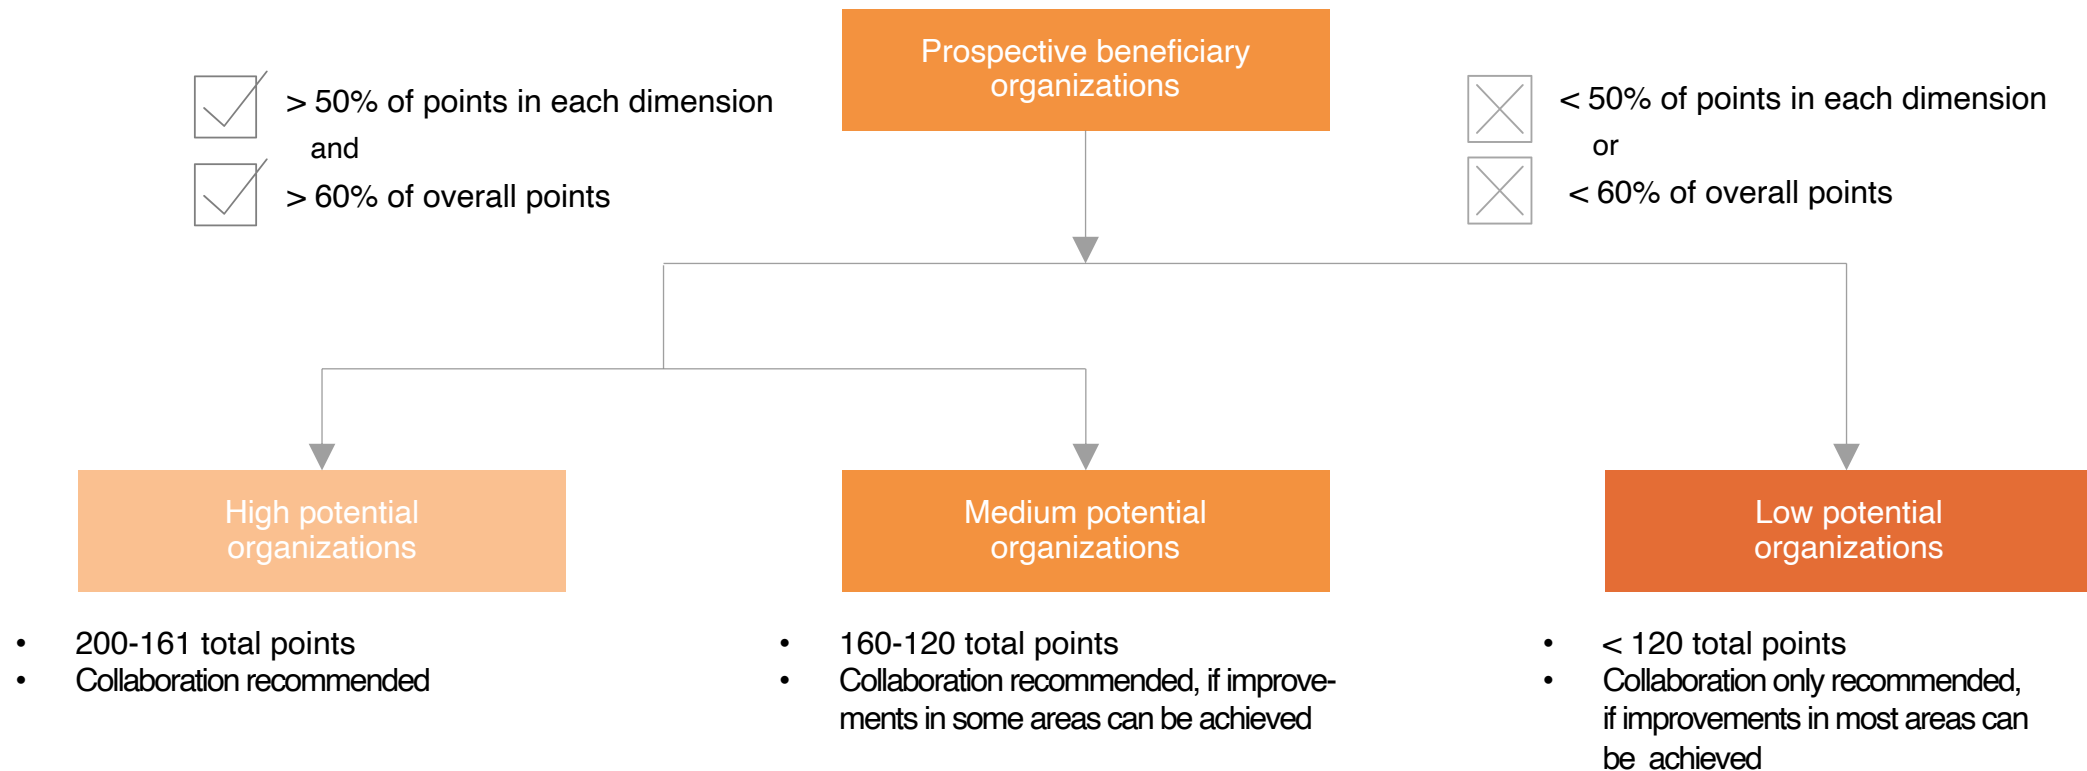 Prospective beneficiary
organizations
> 50% of points in each dimension
and
> 60% of overall points
< 50% of points in each dimension
or
< 60% of overall points
High potential
organizations
• 200-161 total points
• Collaboration recommended
Medium potential
organizations
• 160-120 total points
• Collaboration recommended, if improve-
ments in some areas can be achieved
Low potential
organizations
• < 120 total points
• Collaboration only recommended,
if improvements in most areas can
be achieved